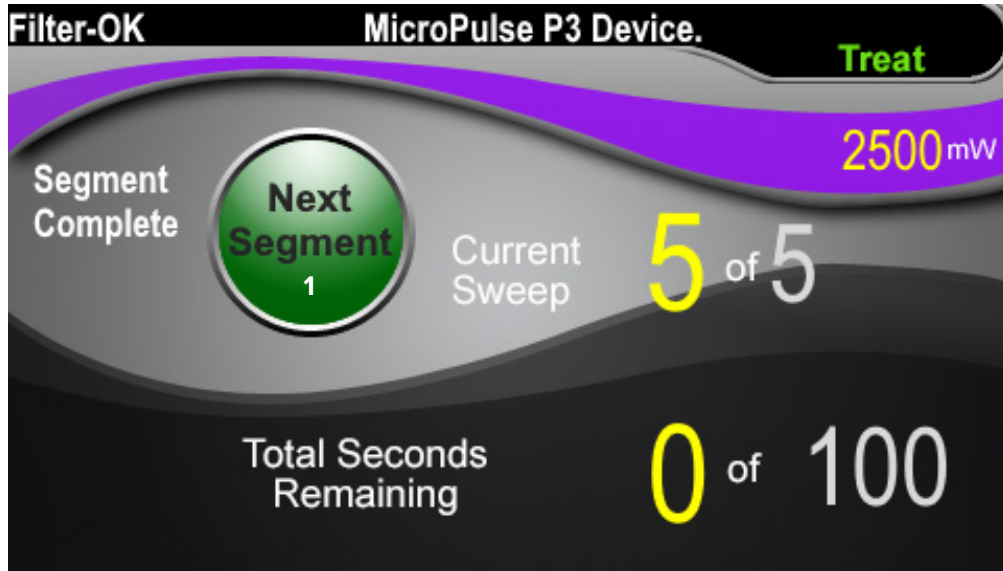 Filter-OK
MicroPulse P3 Device.
Treat
2500 mW
Segment
Complete
Next
Segment
1
Current
Sweep
5 of 5
Total Seconds
Remaining
0 of 100